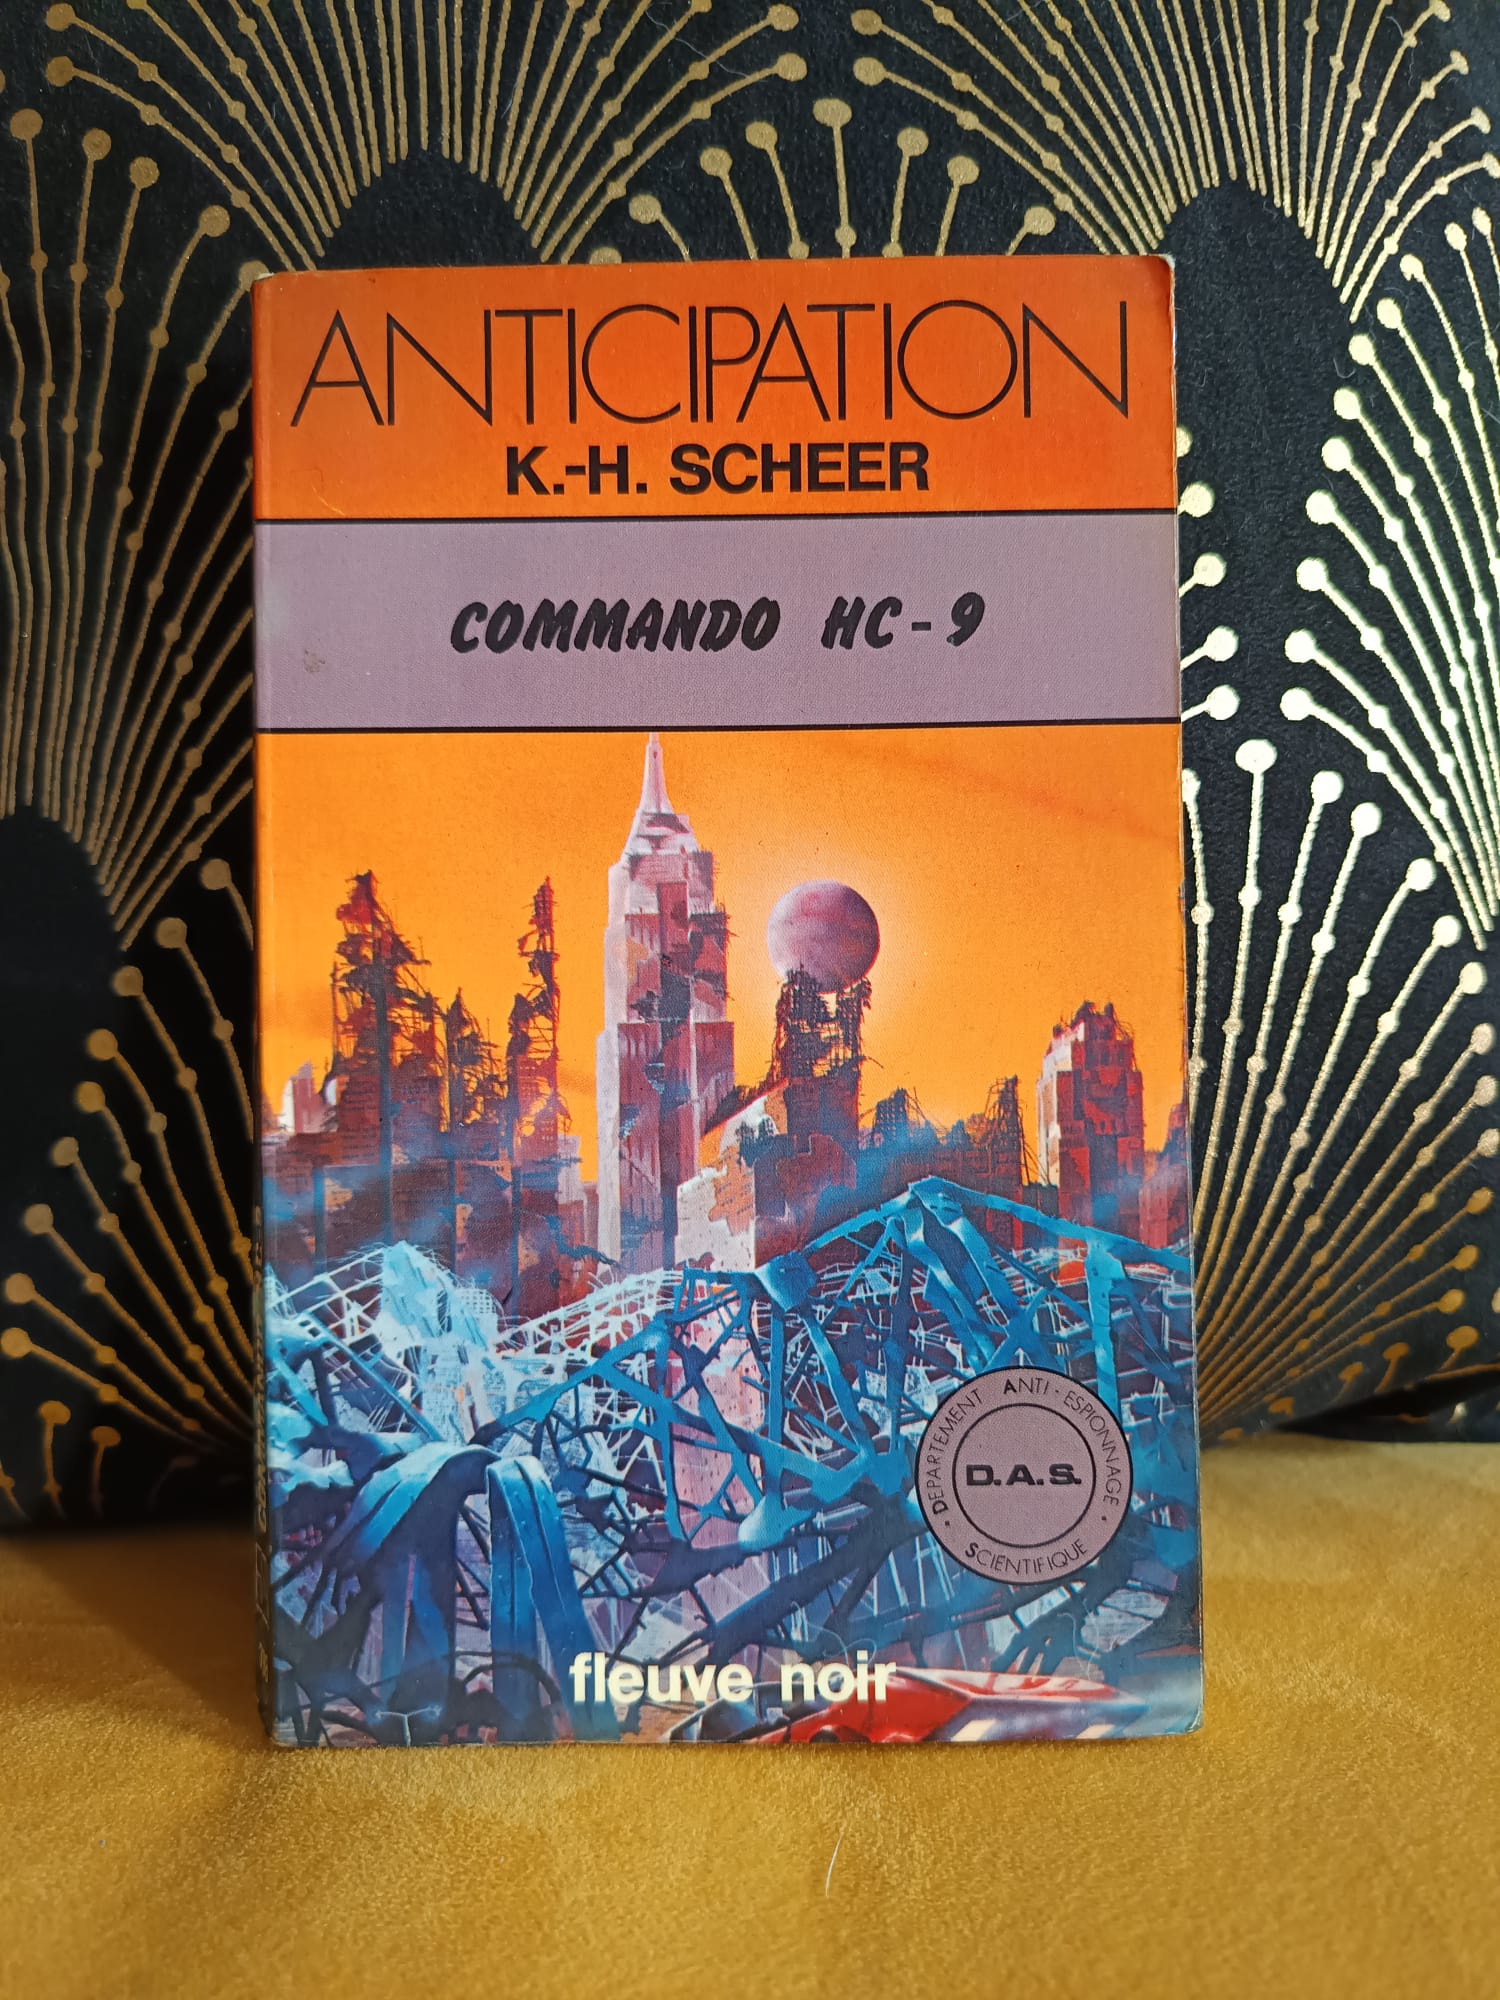 ANTICIPATION
K.-H. SCHEER
COMMANDO HC-9
DÉPARTEMENT ANTI-ESPIONNAGE
D.A.S.
SCIENTIFIQUE
fleuve noir